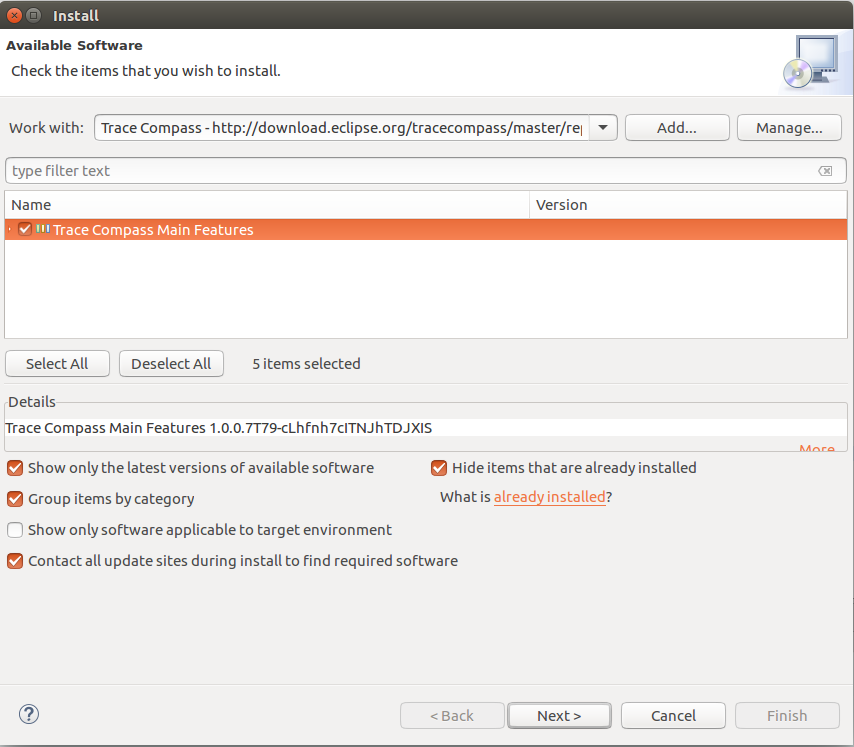 Install
Available Software
Check the items that you wish to install.
Work with: Trace Compass - http://download.eclipse.org/tracecompass/master/re Add... Manage...
type filter text
Name Version
Trace Compass Main Features
Select All Deselect All 5 items selected
Details
Trace Compass Main Features 1.0.0.7T79-cLhfnh7cITNJhTDJXIS
More
Show only the latest versions of available software Hide items that are already installed
Group items by category What is already installed?
Show only software applicable to target environment
Contact all update sites during install to find required software
? < Back Next > Cancel Finish